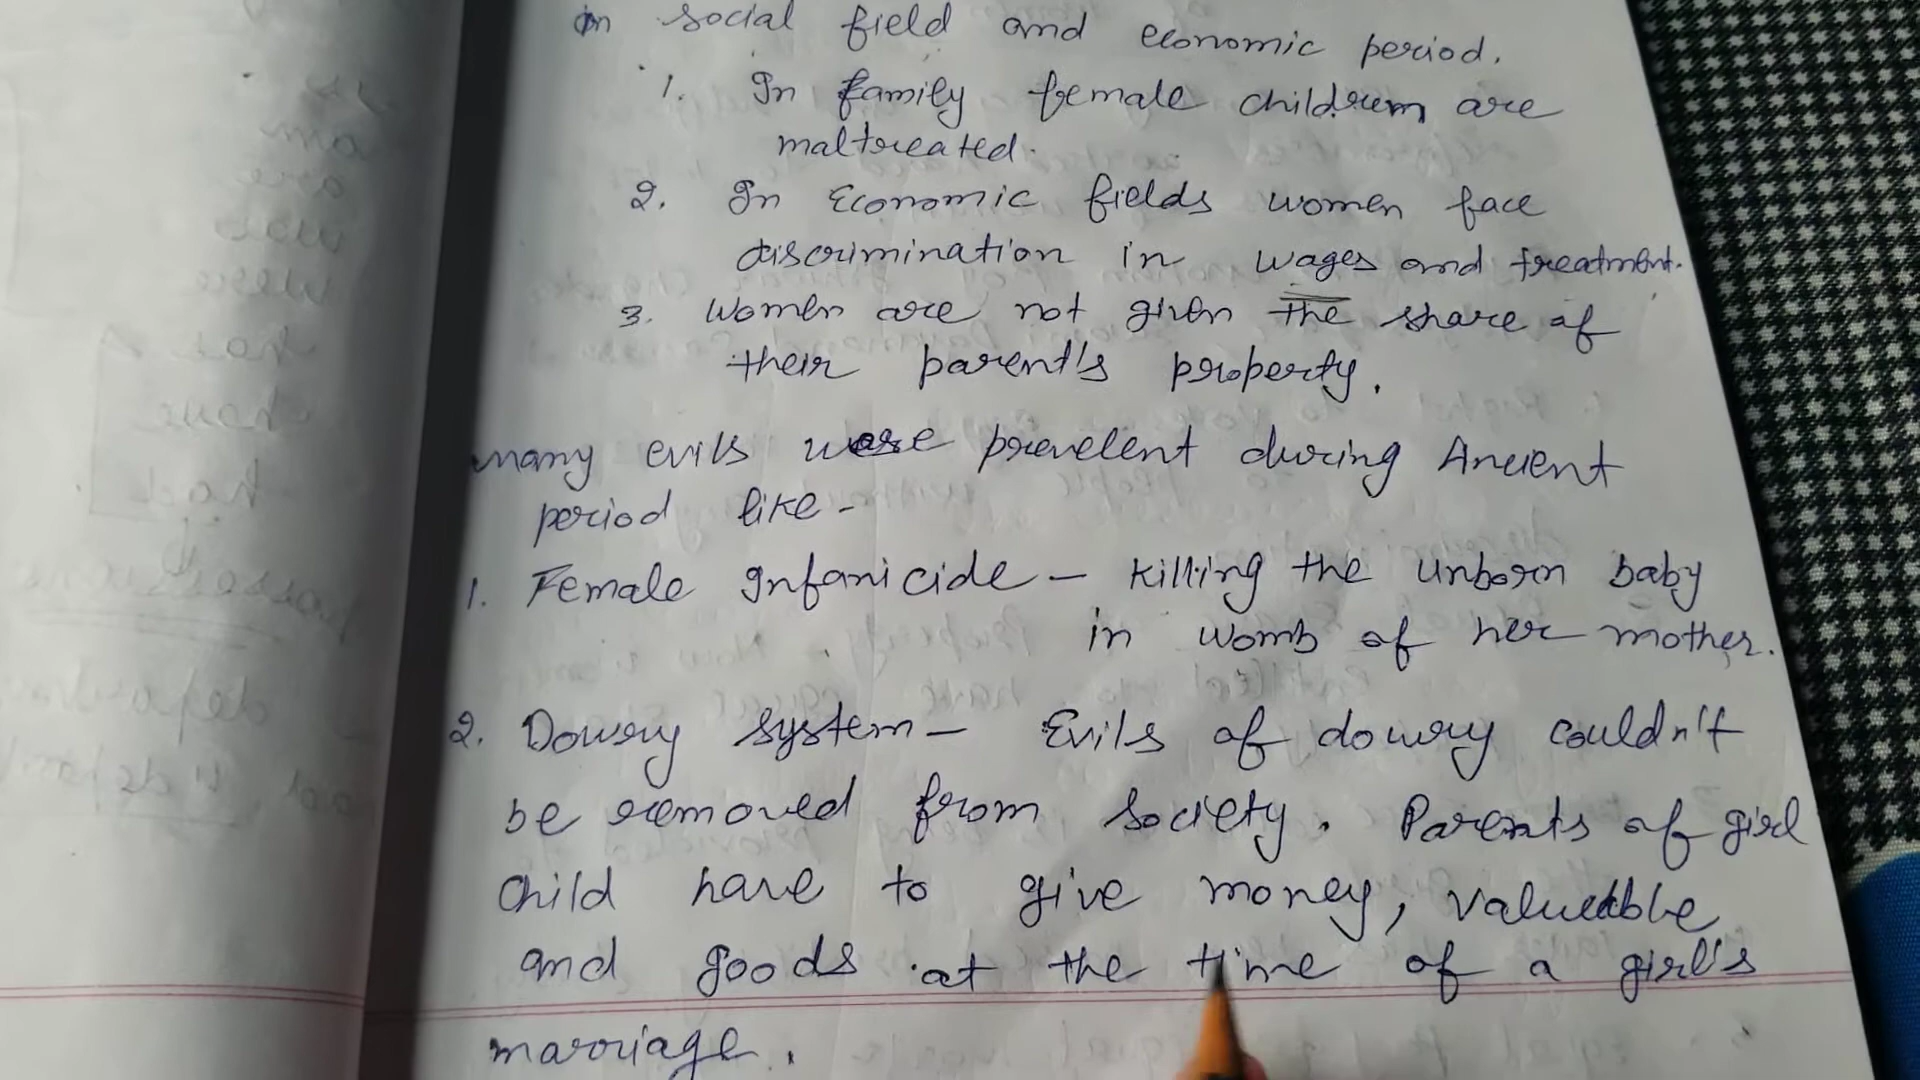 in social field and economic period.
1. In family female children are
maltreated.
2. In Economic fields women face
discrimination in wages and treatment.
3. Women are not given the share of
their parent's property.
many evils were prevelent during Ancient
period like -
1. Female Infanicide - Killing the unborn baby
in womb of her mother.
2. Dowry system - Evils of dowry couldn't
be removed from society. Parents of girl
child have to give money, valueable
and goods at the time of a girl's
marriage.